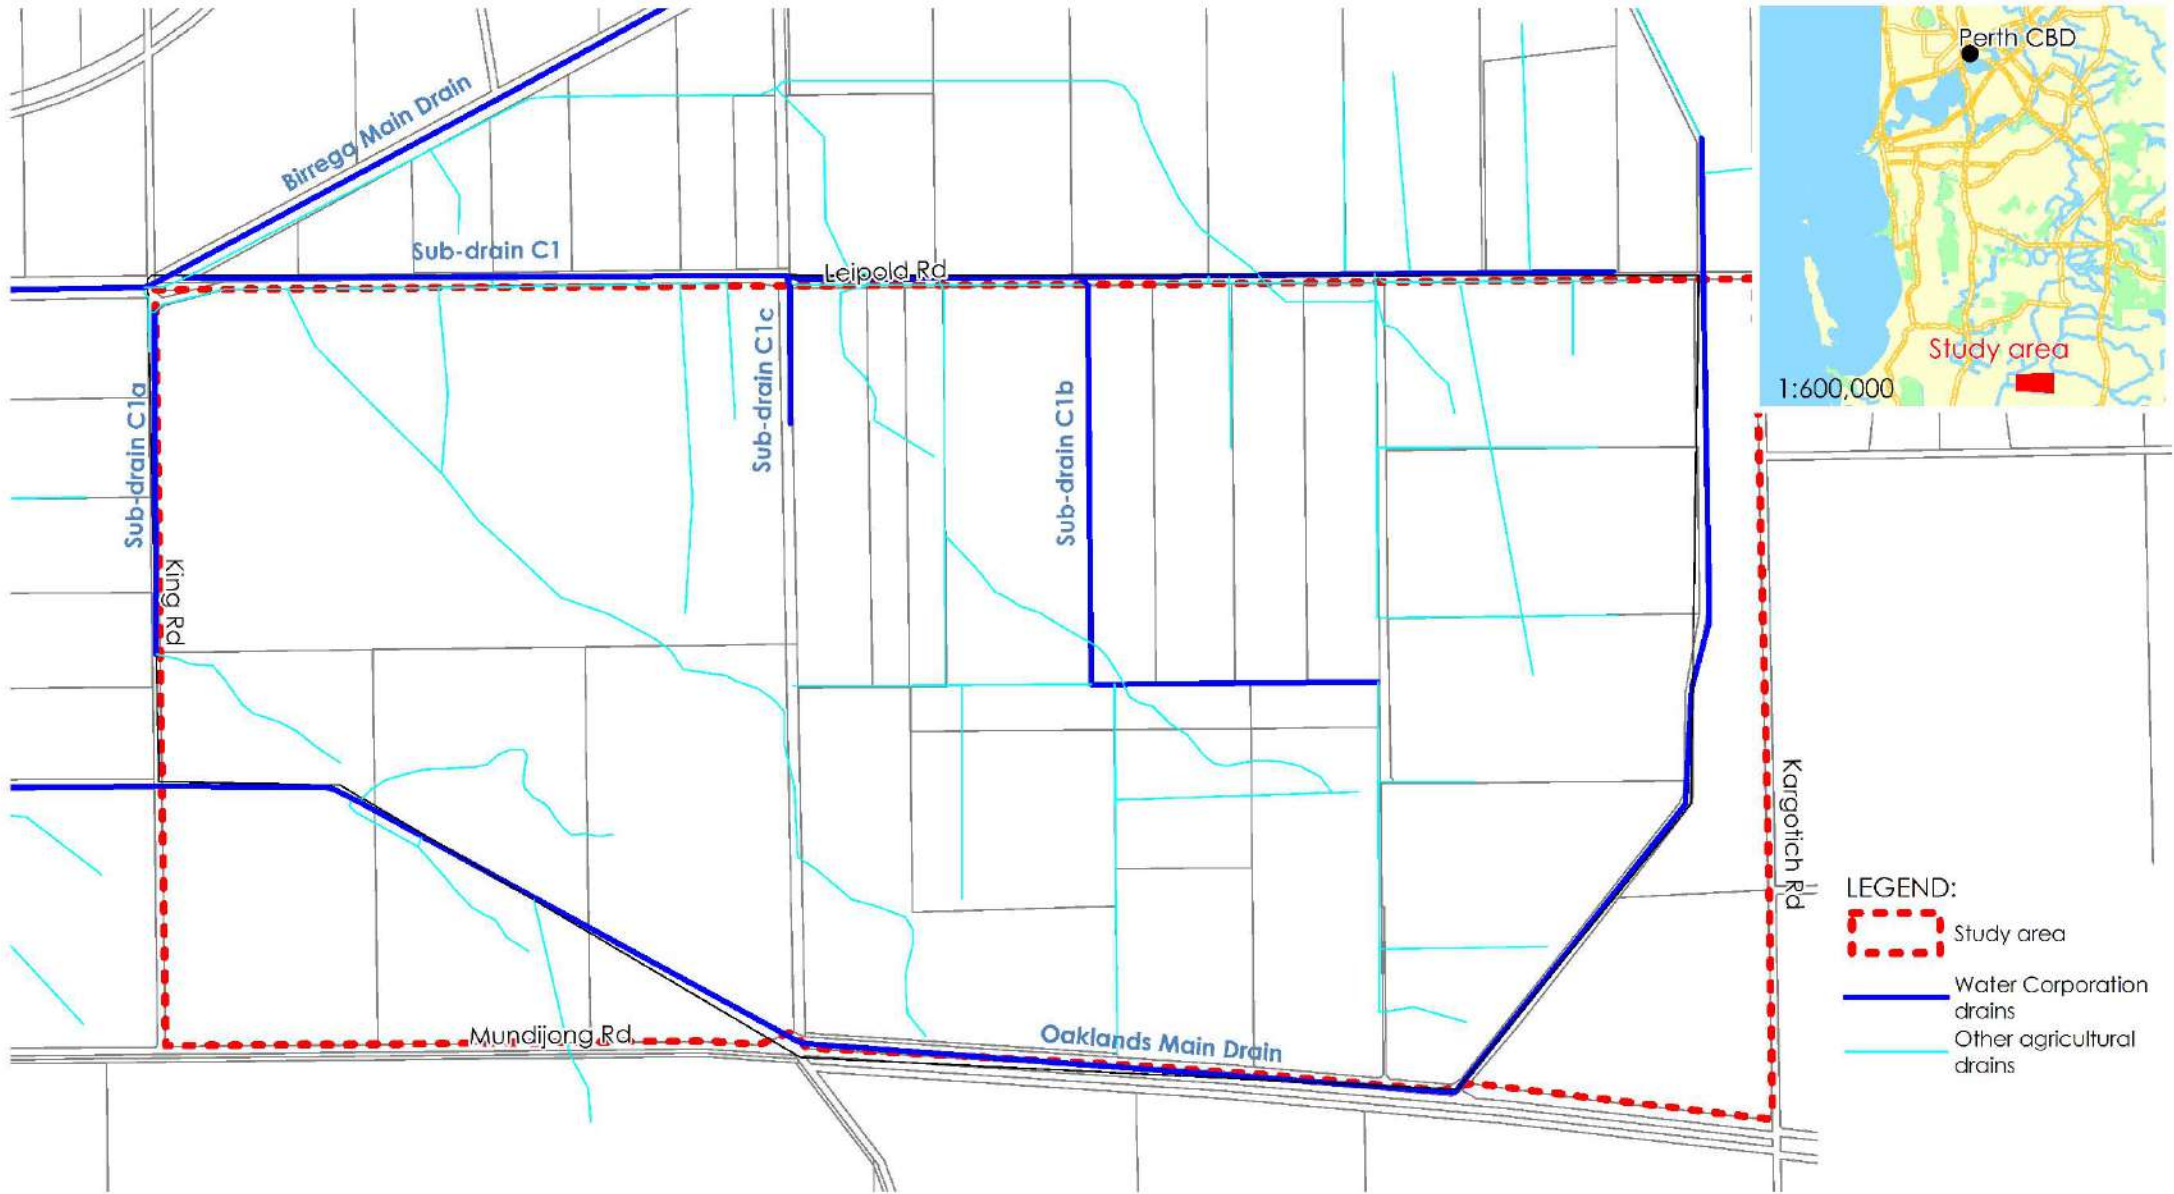 Perth CBD
Birrega Main Drain
Sub-drain C1
Leipold Rd
Sub-drain C1c
Study area
1:600,000
Sub-drain C1a
Sub-drain C1b
King Rd
Kargotich Rd
LEGEND:
Study area
Water Corporation
drains
Other agricultural
drains
Mundijong Rd
Oaklands Main Drain